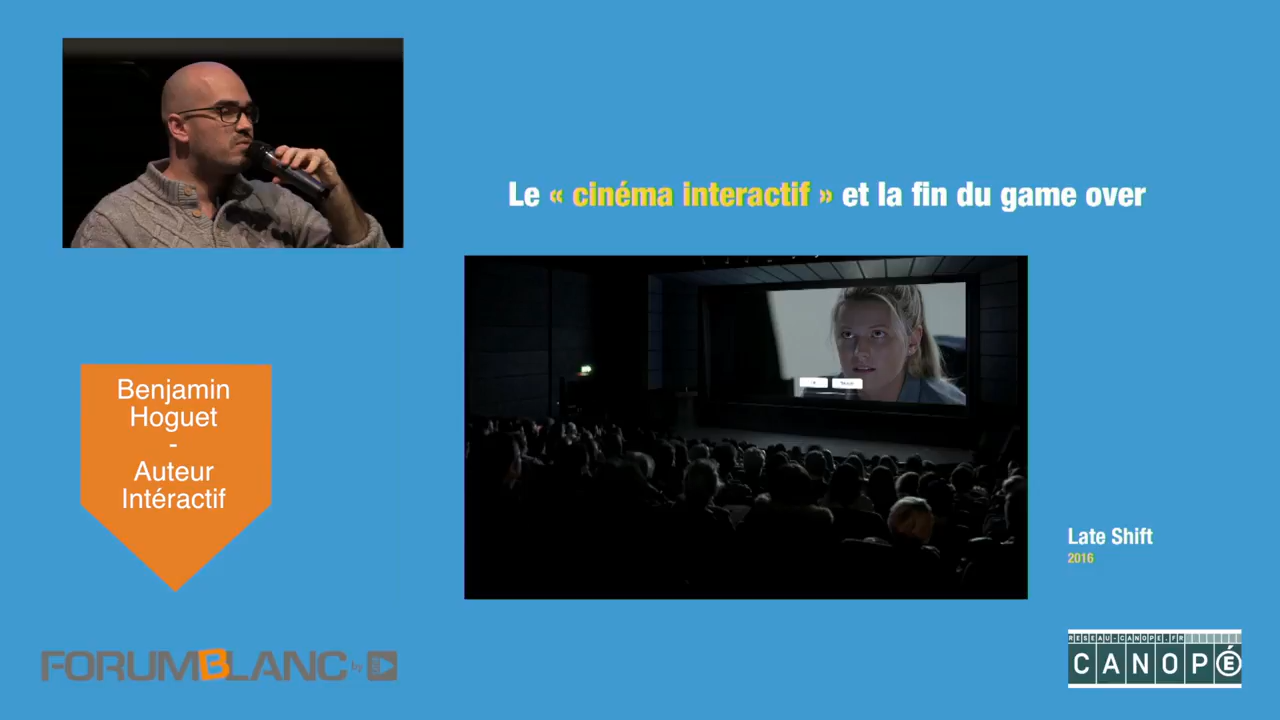 Le « cinéma interactif » et la fin du game over
Benjamin
Hoguet
-
Auteur
Intéractif
Late Shift
2016
FORUMBLANC by
RESEAU-CANOPE.FR
CANOPÉ